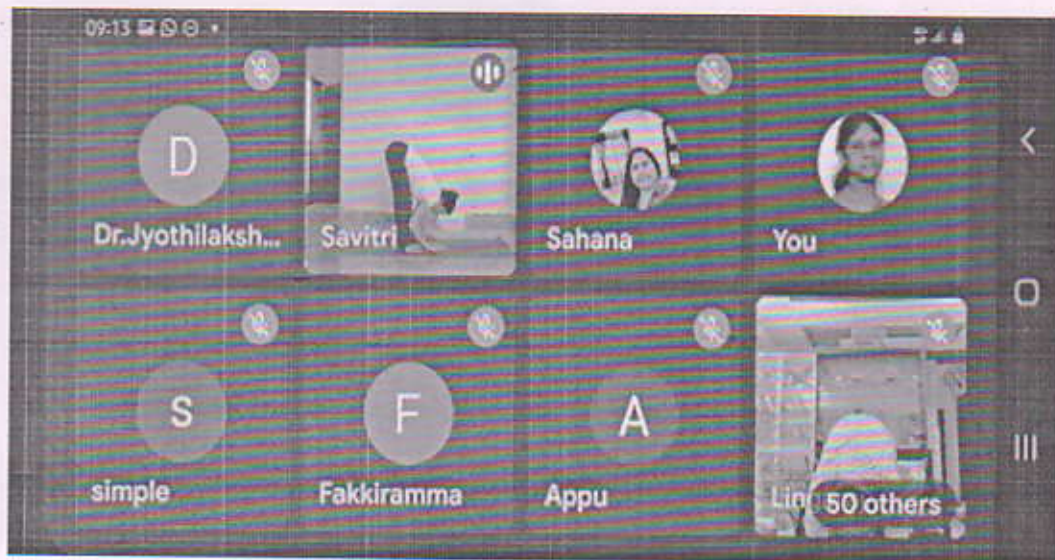 09:13
D
Dr.Jyothilaksh...
Savitri
Sahana
You
S
simple
F
Fakkiramma
A
Appu
50 others